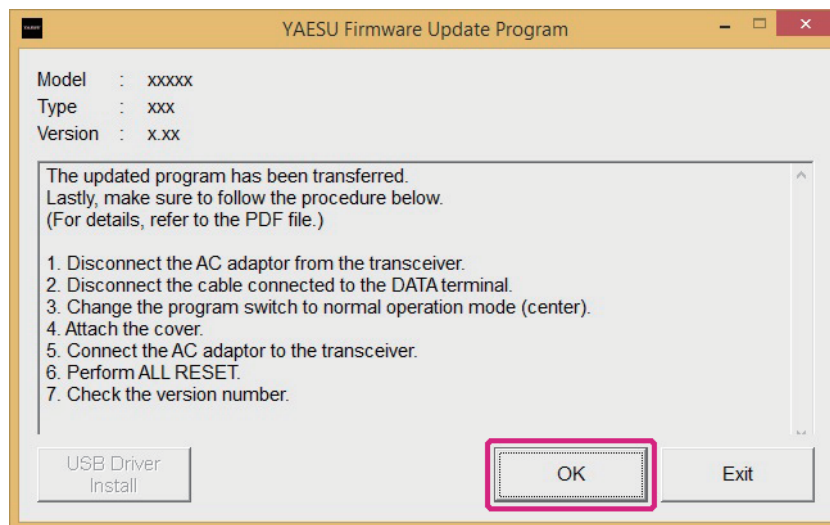 YAESU Firmware Update Program
Model : xxxxx
Type : xxx
Version : x.xx
The updated program has been transferred.
Lastly, make sure to follow the procedure below.
(For details, refer to the PDF file.)
1. Disconnect the AC adaptor from the transceiver.
2. Disconnect the cable connected to the DATA terminal.
3. Change the program switch to normal operation mode (center).
4. Attach the cover.
5. Connect the AC adaptor to the transceiver.
6. Perform ALL RESET.
7. Check the version number.
USB Driver
Install
OK
Exit